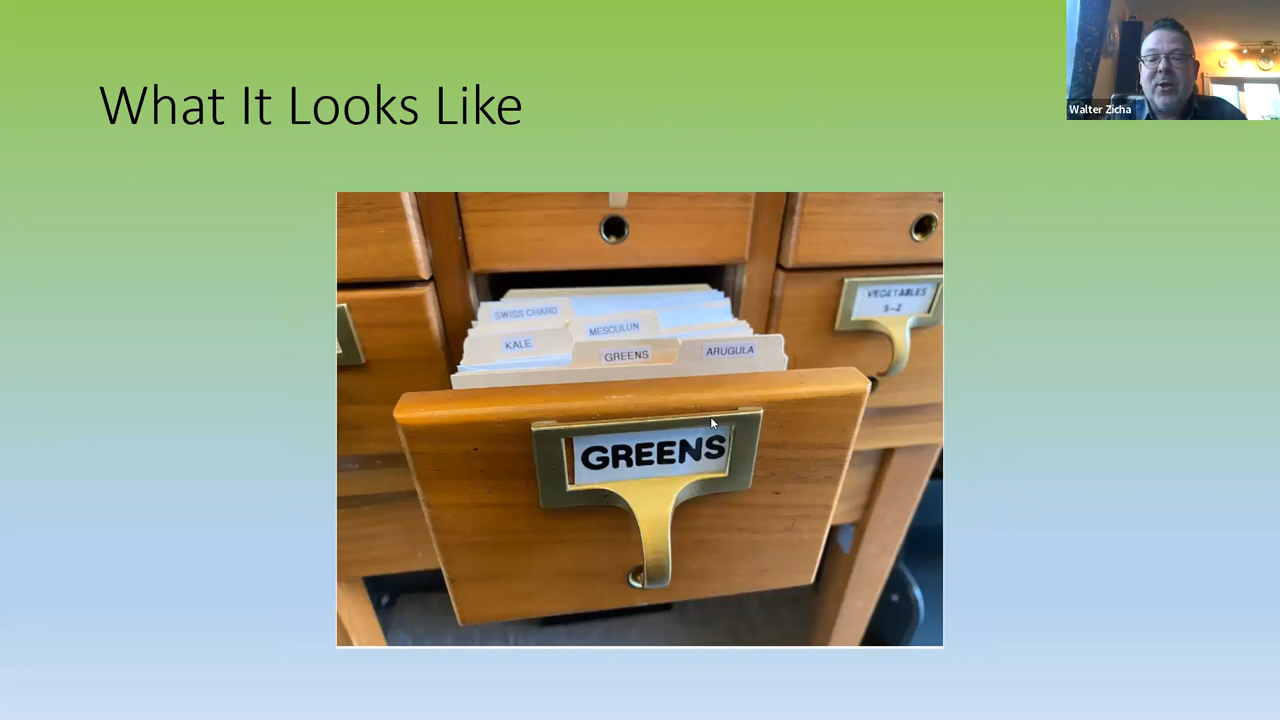 What It Looks Like
Walter Zicha
SWISS CHARD
MESCULUN
KALE
GREENS
ARUGULA
VEGETABLES
S-Z
GREENS